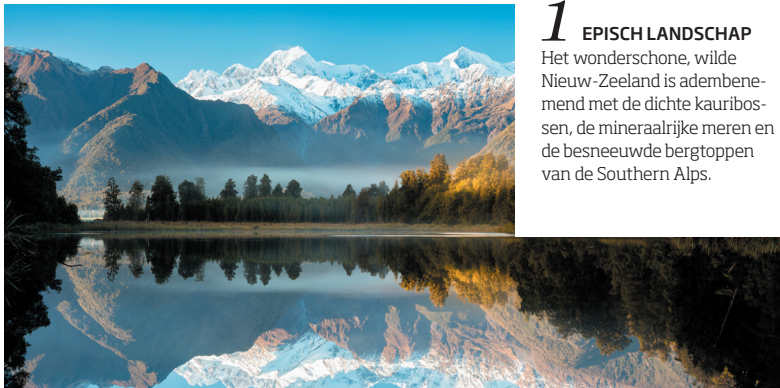 1 EPISCH LANDSCHAP
Het wonderschone, wilde
Nieuw-Zeeland is adembene-
mend met de dichte kauribos-
sen, de mineraalrijke meren en
de besneeuwde bergtoppen
van de Southern Alps.